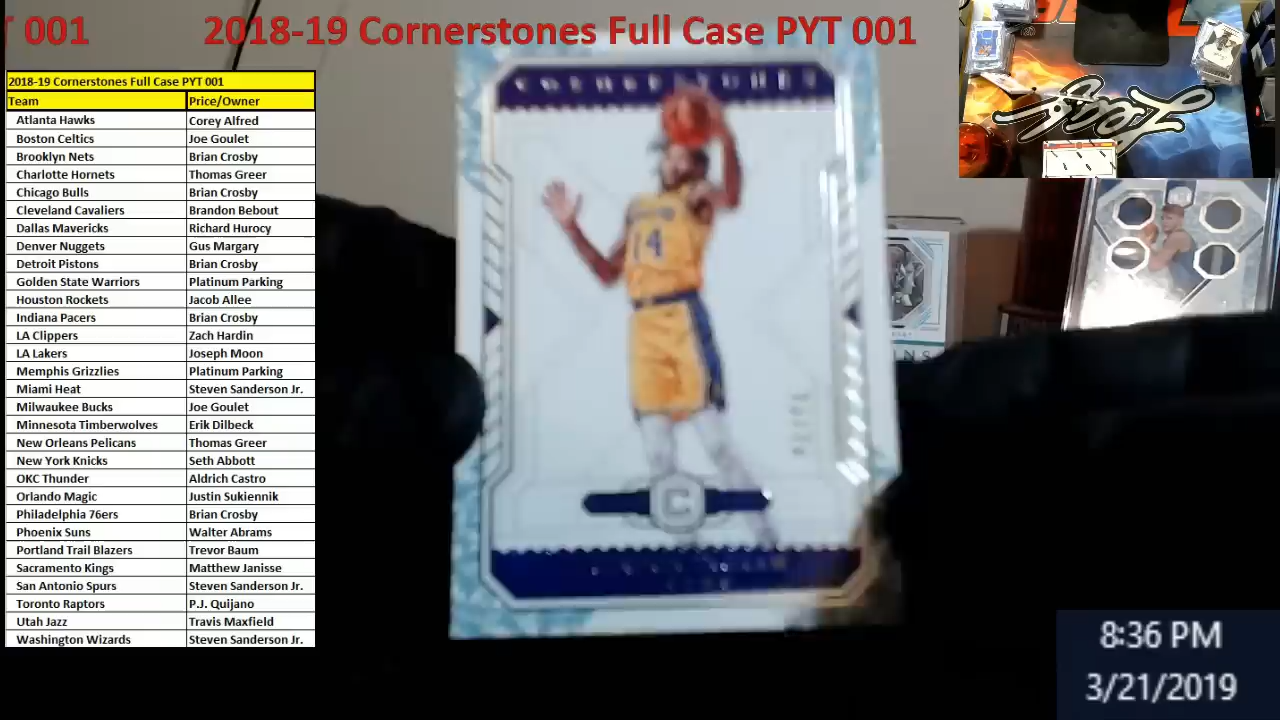 T 001
2018-19 Cornerstones Full Case PYT 001
2018-19 Cornerstones Full Case PYT 001
Team Price/Owner
Atlanta Hawks Corey Alfred
Boston Celtics Joe Goulet
Brooklyn Nets Brian Crosby
Charlotte Hornets Thomas Greer
Chicago Bulls Brian Crosby
Cleveland Cavaliers Brandon Bebout
Dallas Mavericks Richard Hurocy
Denver Nuggets Gus Margary
Detroit Pistons Brian Crosby
Golden State Warriors Platinum Parking
Houston Rockets Jacob Allee
Indiana Pacers Brian Crosby
LA Clippers Zach Hardin
LA Lakers Joseph Moon
Memphis Grizzlies Platinum Parking
Miami Heat Steven Sanderson Jr.
Milwaukee Bucks Joe Goulet
Minnesota Timberwolves Erik Dilbeck
New Orleans Pelicans Thomas Greer
New York Knicks Seth Abbott
OKC Thunder Aldrich Castro
Orlando Magic Justin Sukiennik
Philadelphia 76ers Brian Crosby
Phoenix Suns Walter Abrams
Portland Trail Blazers Trevor Baum
Sacramento Kings Matthew Janisse
San Antonio Spurs Steven Sanderson Jr.
Toronto Raptors P.J. Quijano
Utah Jazz Travis Maxfield
Washington Wizards Steven Sanderson Jr.
CORNERSTONES
14
C
Leaf
8:36 PM
3/21/2019